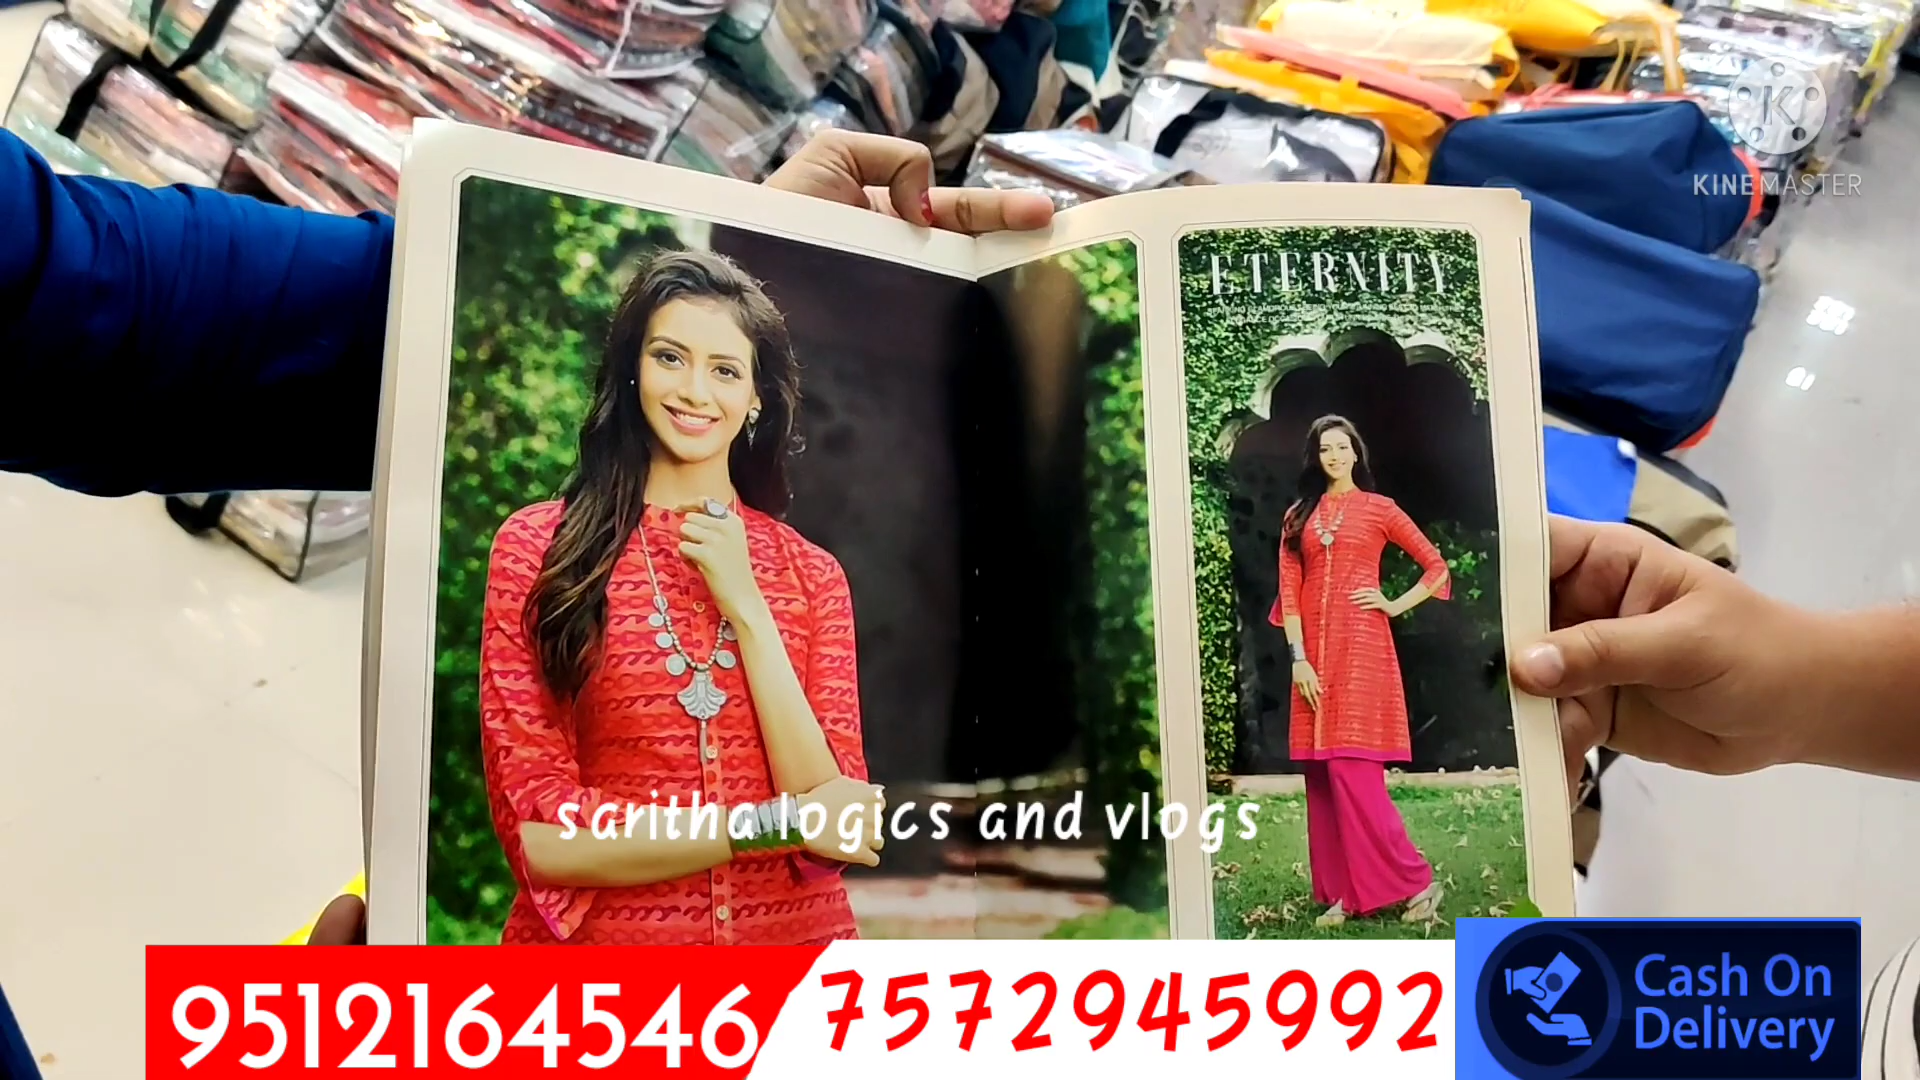 K
KINEMASTER
ETERNITY
saritha logics and vlogs
9512164546
7572945992
Cash On
Delivery